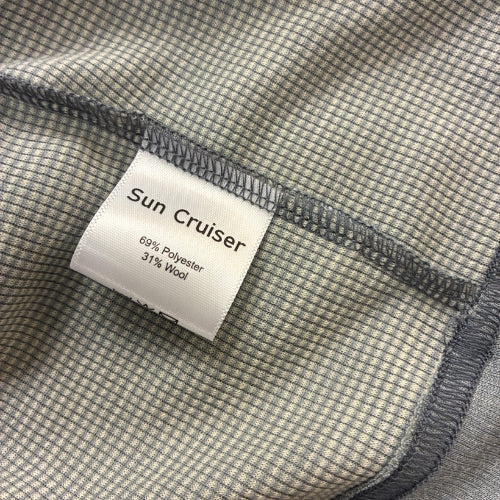 Sun Cruiser
69% Polyester
31% Wool